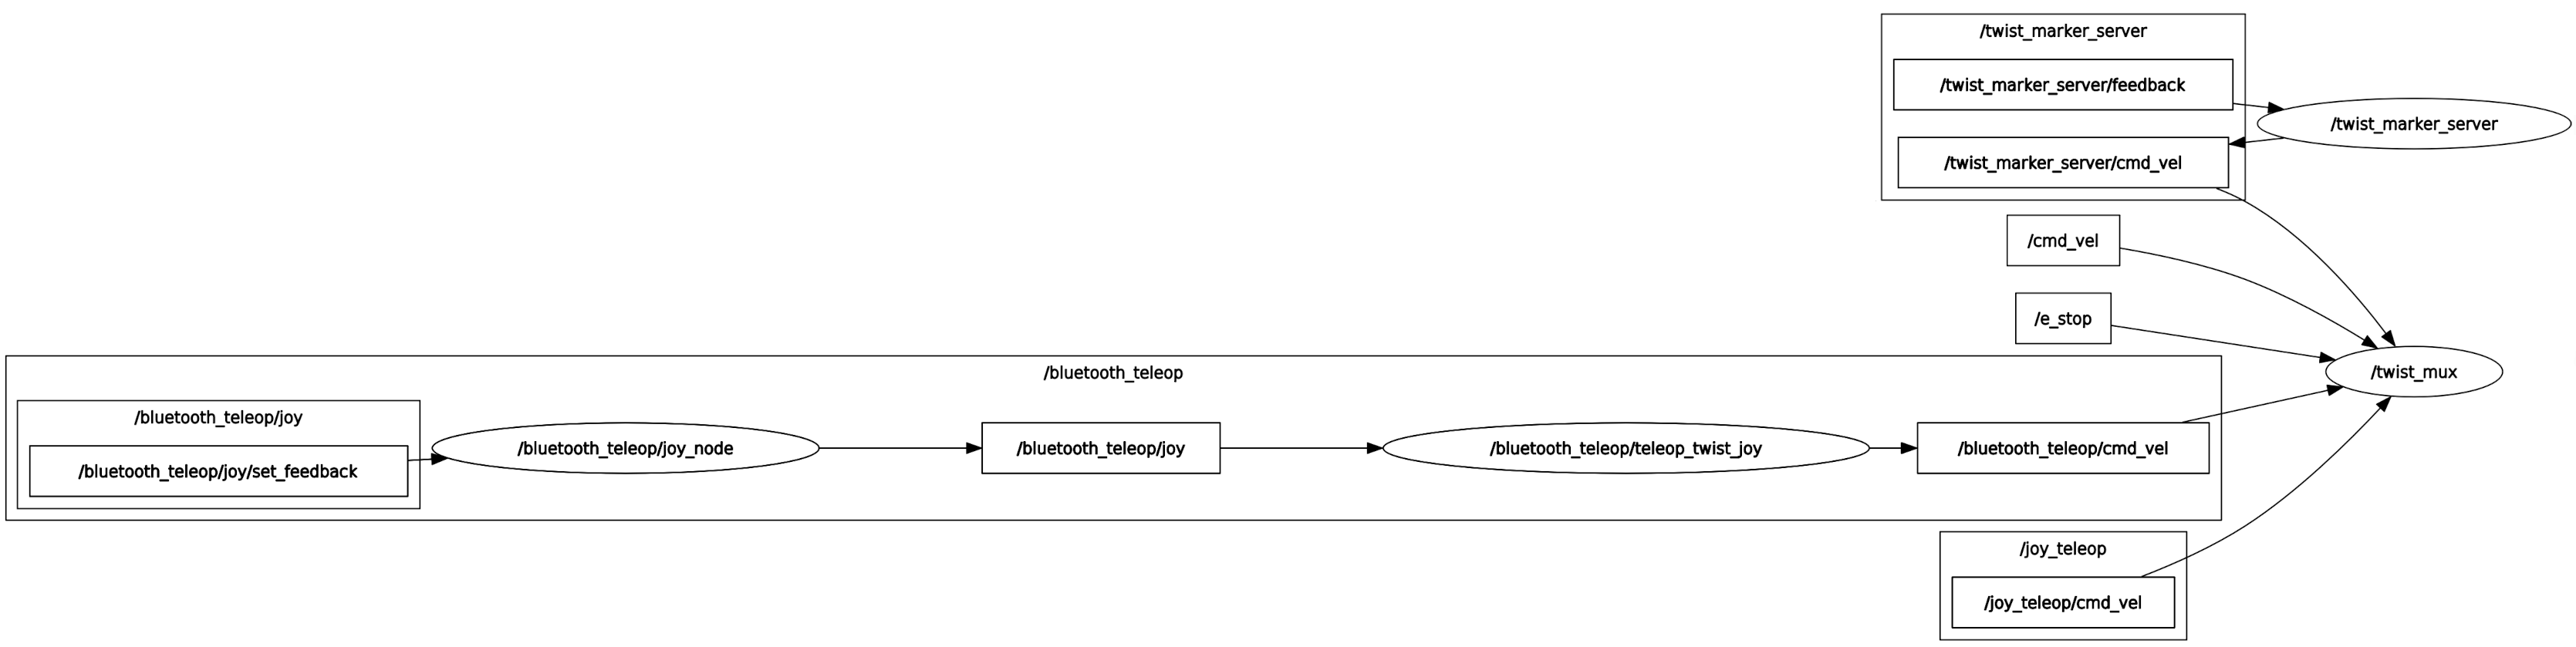 /twist_marker_server
/twist_marker_server/feedback
/twist_marker_server
/twist_marker_server/cmd_vel
/cmd_vel
/e_stop
/bluetooth_teleop
/twist_mux
/bluetooth_teleop/joy
/bluetooth_teleop/joy/set_feedback
/bluetooth_teleop/joy_node
/bluetooth_teleop/joy
/bluetooth_teleop/teleop_twist_joy
/bluetooth_teleop/cmd_vel
/joy_teleop
/joy_teleop/cmd_vel